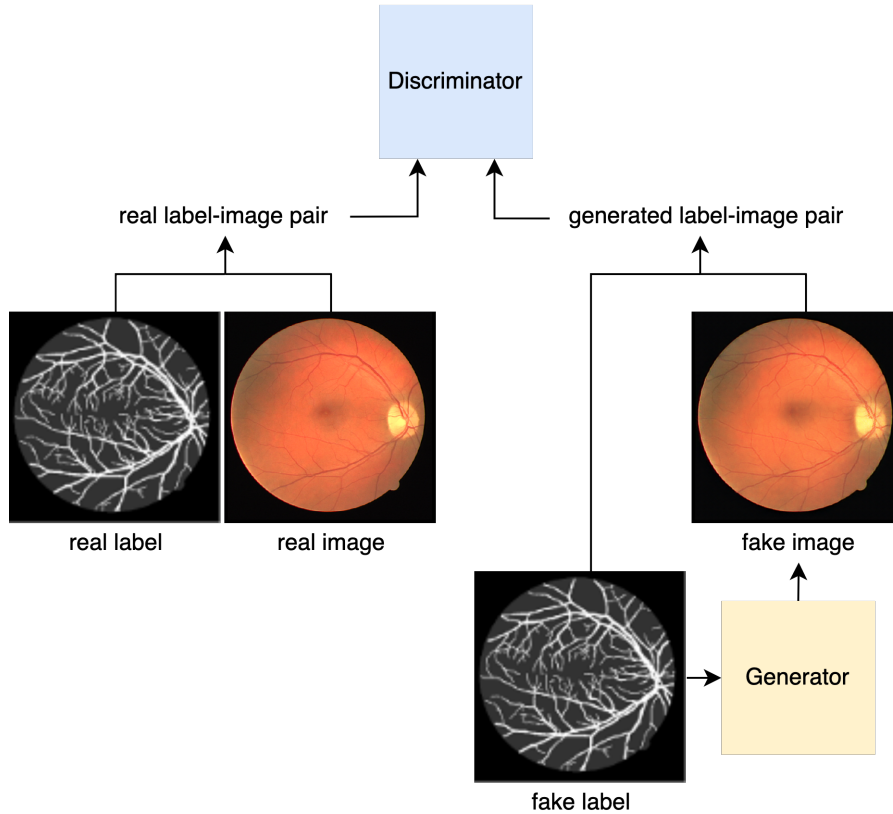 Discriminator
real label-image pair
generated label-image pair
real label
real image
fake image
Generator
fake label